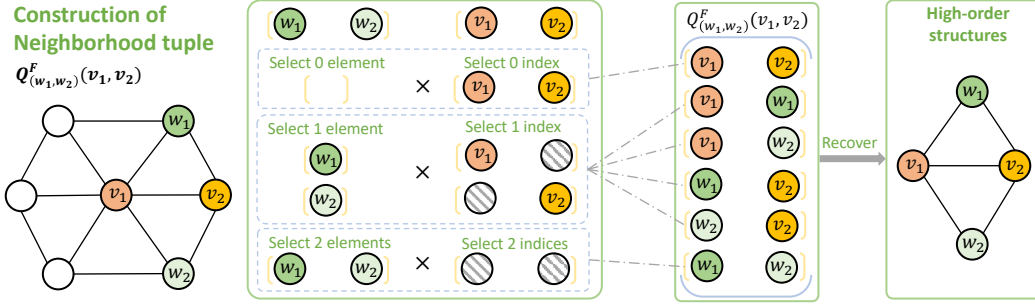 Construction of
Neighborhood tuple
Q^F_(w₁,w₂)(v₁, v₂)
w₁
v₁
v₂
w₂
w₁ w₂ v₁ v₂
Select 0 element × Select 0 index
v₁ v₂
Select 1 element Select 1 index
w₁ × v₁
w₂ v₂
Select 2 elements Select 2 indices
w₁ w₂ ×
Q^F_(w₁,w₂)(v₁, v₂)
v₁ v₂
v₁ w₁
v₁ w₂
w₁ v₂
w₂ v₂
w₁ w₂
Recover
High-order
structures
w₁
v₁ v₂
w₂